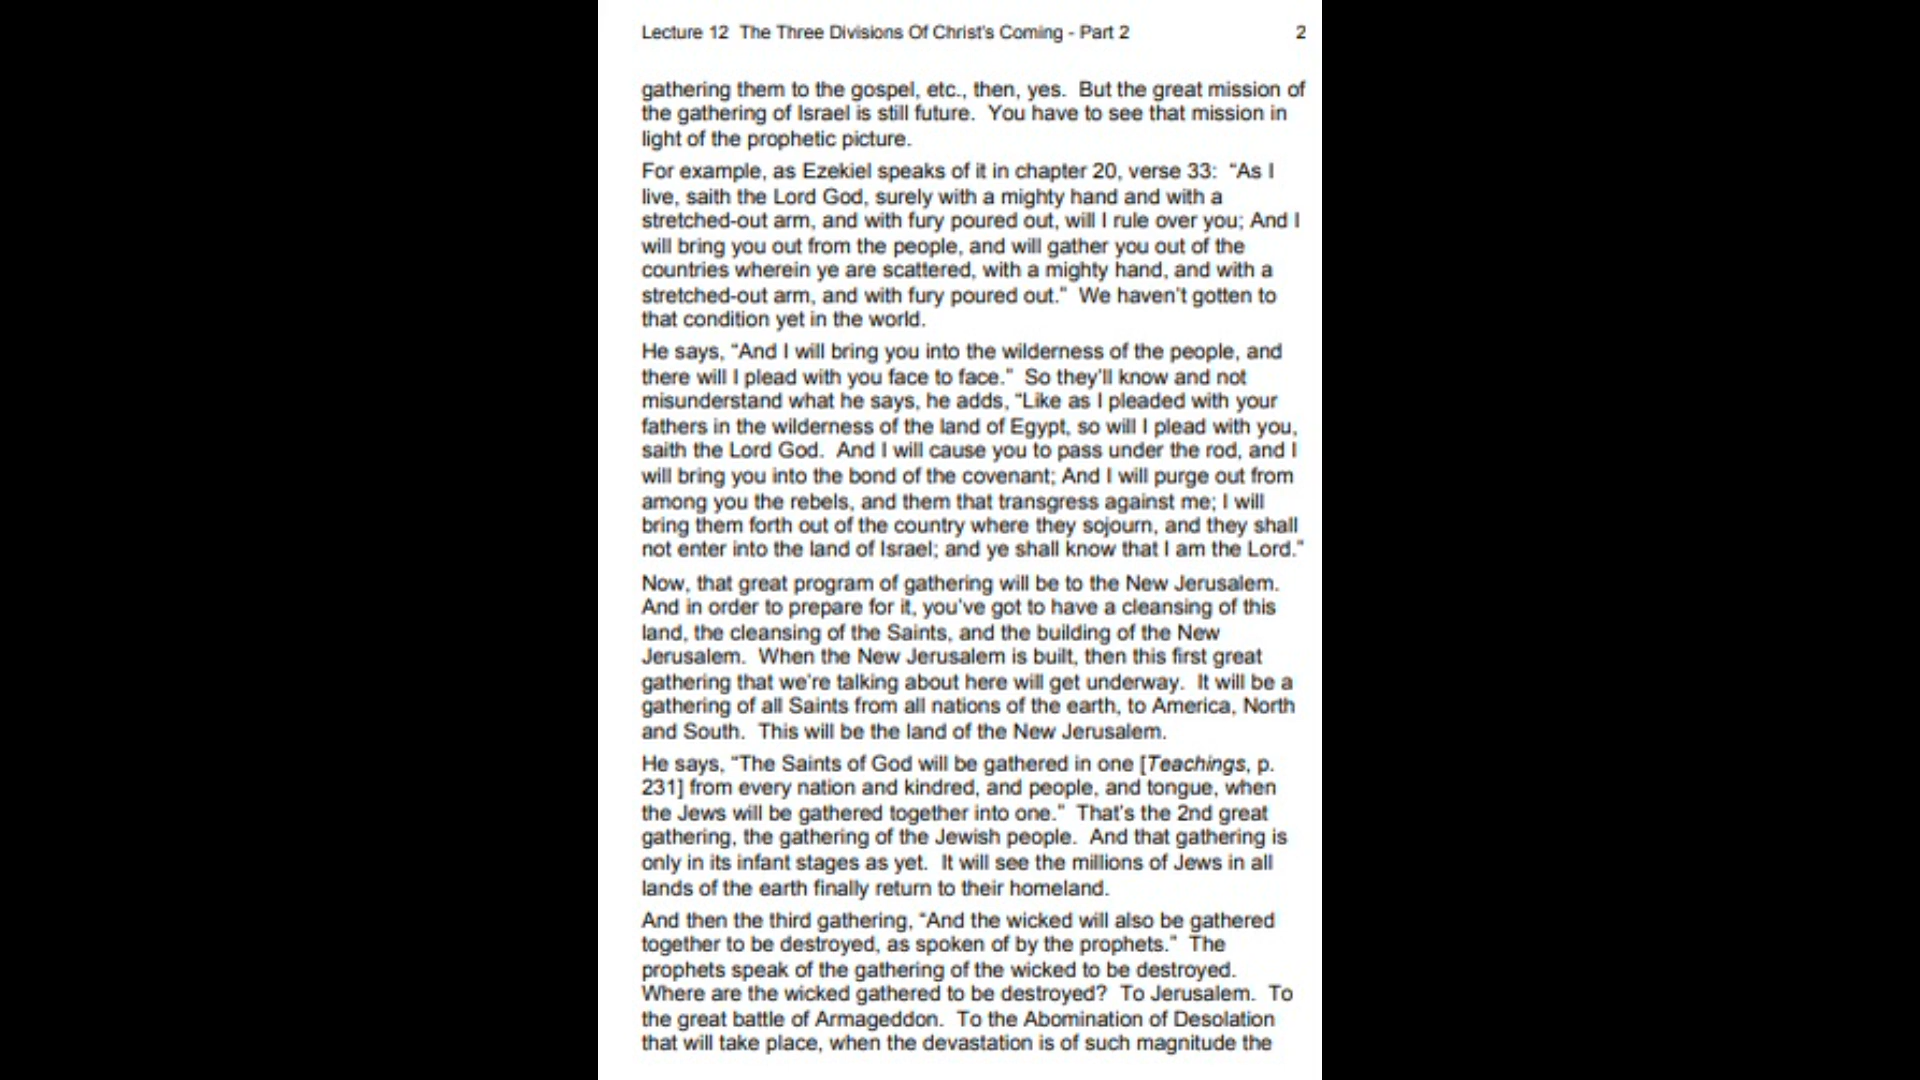 Lecture 12  The Three Divisions Of Christ's Coming - Part 2 2
gathering them to the gospel, etc., then, yes.  But the great mission of
the gathering of Israel is still future.  You have to see that mission in
light of the prophetic picture.
For example, as Ezekiel speaks of it in chapter 20, verse 33:  “As I
live, saith the Lord God, surely with a mighty hand and with a
stretched-out arm, and with fury poured out, will I rule over you; And I
will bring you out from the people, and will gather you out of the
countries wherein ye are scattered, with a mighty hand, and with a
stretched-out arm, and with fury poured out.”  We haven't gotten to
that condition yet in the world.
He says, “And I will bring you into the wilderness of the people, and
there will I plead with you face to face.”  So they'll know and not
misunderstand what he says, he adds, “Like as I pleaded with your
fathers in the wilderness of the land of Egypt, so will I plead with you,
saith the Lord God.  And I will cause you to pass under the rod, and I
will bring you into the bond of the covenant; And I will purge out from
among you the rebels, and them that transgress against me; I will
bring them forth out of the country where they sojourn, and they shall
not enter into the land of Israel; and ye shall know that I am the Lord.”
Now, that great program of gathering will be to the New Jerusalem.
And in order to prepare for it, you've got to have a cleansing of this
land, the cleansing of the Saints, and the building of the New
Jerusalem.  When the New Jerusalem is built, then this first great
gathering that we're talking about here will get underway.  It will be a
gathering of all Saints from all nations of the earth, to America, North
and South.  This will be the land of the New Jerusalem.
He says, “The Saints of God will be gathered in one [Teachings, p.
231] from every nation and kindred, and people, and tongue, when
the Jews will be gathered together into one.”  That's the 2nd great
gathering, the gathering of the Jewish people.  And that gathering is
only in its infant stages as yet.  It will see the millions of Jews in all
lands of the earth finally return to their homeland.
And then the third gathering, “And the wicked will also be gathered
together to be destroyed, as spoken of by the prophets.”  The
prophets speak of the gathering of the wicked to be destroyed.
Where are the wicked gathered to be destroyed?  To Jerusalem.  To
the great battle of Armageddon.  To the Abomination of Desolation
that will take place, when the devastation is of such magnitude the